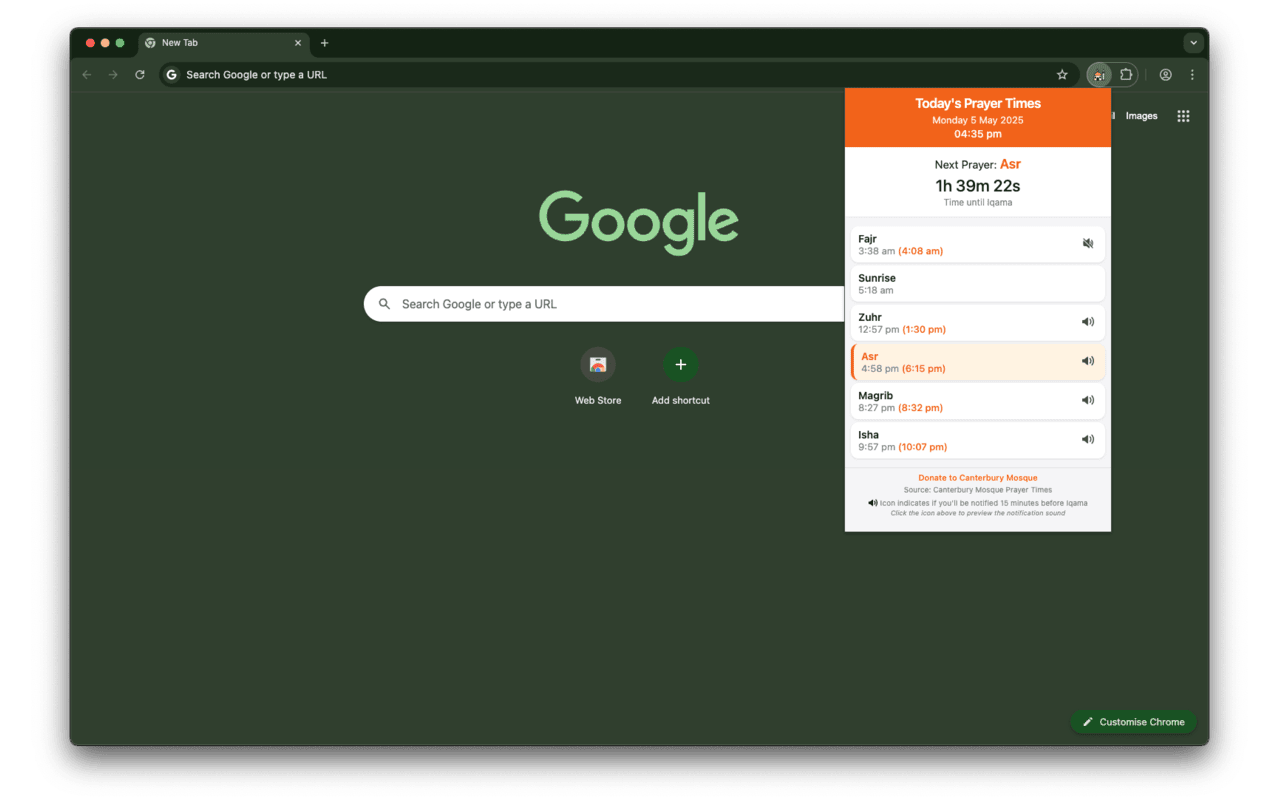 New Tab
Search Google or type a URL
Today's Prayer Times
Monday 5 May 2025
04:35 pm
Images
Next Prayer: Asr
1h 39m 22s
Time until Iqama
Google
Fajr
3:38 am (4:08 am)
Sunrise
5:18 am
Search Google or type a URL
Zuhr
12:57 pm (1:30 pm)
Asr
4:58 pm (6:15 pm)
Web Store
Add shortcut
Magrib
8:27 pm (8:32 pm)
Isha
9:57 pm (10:07 pm)
Donate to Canterbury Mosque
Source: Canterbury Mosque Prayer Times
Icon indicates if you'll be notified 15 minutes before Iqama
Click the icon above to preview the notification sound
Customise Chrome